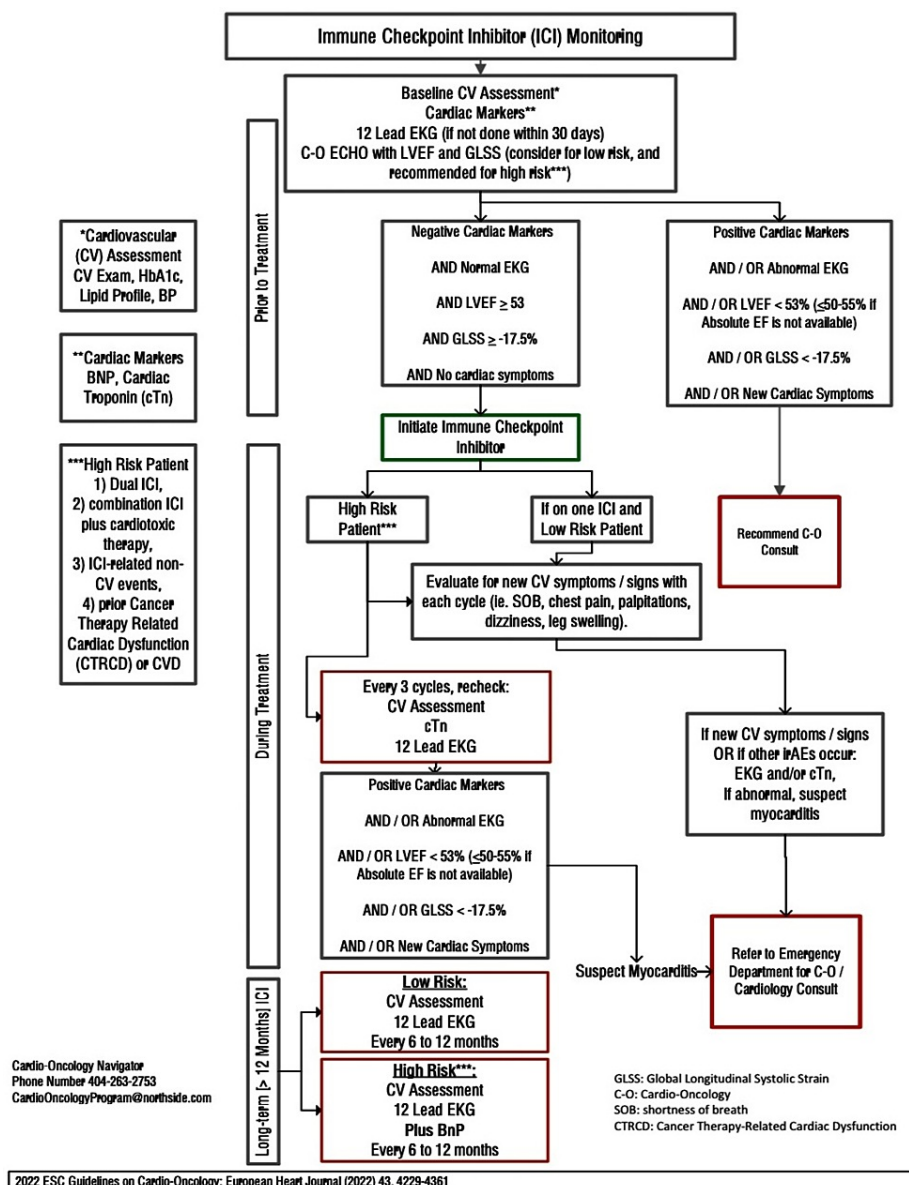 Immune Checkpoint Inhibitor (ICI) Monitoring
Baseline CV Assessment*
Cardiac Markers**
12 Lead EKG (if not done within 30 days)
C-O ECHO with LVEF and GLSS (consider for low risk, and
recommended for high risk***)
Prior to Treatment
*Cardiovascular
(CV) Assessment
CV Exam, HbA1c,
Lipid Profile, BP
**Cardiac Markers
BNP, Cardiac
Troponin (cTn)
***High Risk Patient
1) Dual ICI,
2) combination ICI
plus cardiotoxic
therapy,
3) ICI-related non-
CV events,
4) prior Cancer
Therapy Related
Cardiac Dysfunction
(CTRCD) or CVD
Negative Cardiac Markers
AND Normal EKG
AND LVEF ≥ 53
AND GLSS ≥ -17.5%
AND No cardiac symptoms
Positive Cardiac Markers
AND / OR Abnormal EKG
AND / OR LVEF < 53% (≤50-55% if
Absolute EF is not available)
AND / OR GLSS < -17.5%
AND / OR New Cardiac Symptoms
Initiate Immune Checkpoint
Inhibitor
Recommend C-O
Consult
During Treatment
High Risk
Patient***
If on one ICI and
Low Risk Patient
Evaluate for new CV symptoms / signs with
each cycle (ie. SOB, chest pain, palpitations,
dizziness, leg swelling).
Every 3 cycles, recheck:
CV Assessment
cTn
12 Lead EKG
If new CV symptoms / signs
OR if other irAEs occur:
EKG and/or cTn,
If abnormal, suspect
myocarditis
Positive Cardiac Markers
AND / OR Abnormal EKG
AND / OR LVEF < 53% (≤50-55% if
Absolute EF is not available)
AND / OR GLSS < -17.5%
AND / OR New Cardiac Symptoms
Suspect Myocarditis
Refer to Emergency
Department for C-O /
Cardiology Consult
Long-term [> 12 Months] ICI
Low Risk:
CV Assessment
12 Lead EKG
Every 6 to 12 months
High Risk***:
CV Assessment
12 Lead EKG
Plus BnP
Every 6 to 12 months
Cardio-Oncology Navigator
Phone Number 404-263-2753
CardioOncologyProgram@northside.com
GLSS: Global Longitudinal Systolic Strain
C-O: Cardio-Oncology
SOB: shortness of breath
CTRCD: Cancer Therapy-Related Cardiac Dysfunction
2022 ESC Guidelines on Cardio-Oncology; European Heart Journal (2022) 43, 4229-4361